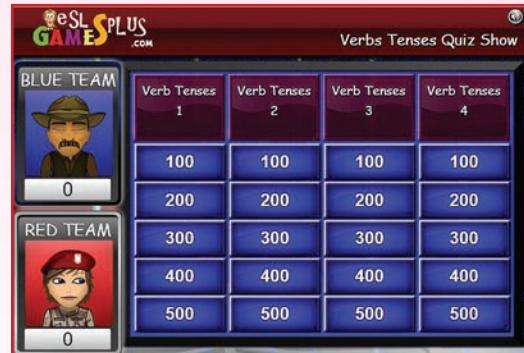 eSL
GAMESPLUS
.COM
Verbs Tenses Quiz Show
BLUE TEAM
0
RED TEAM
0
Verb Tenses 1
Verb Tenses 2
Verb Tenses 3
Verb Tenses 4
100 100 100 100
200 200 200 200
300 300 300 300
400 400 400 400
500 500 500 500